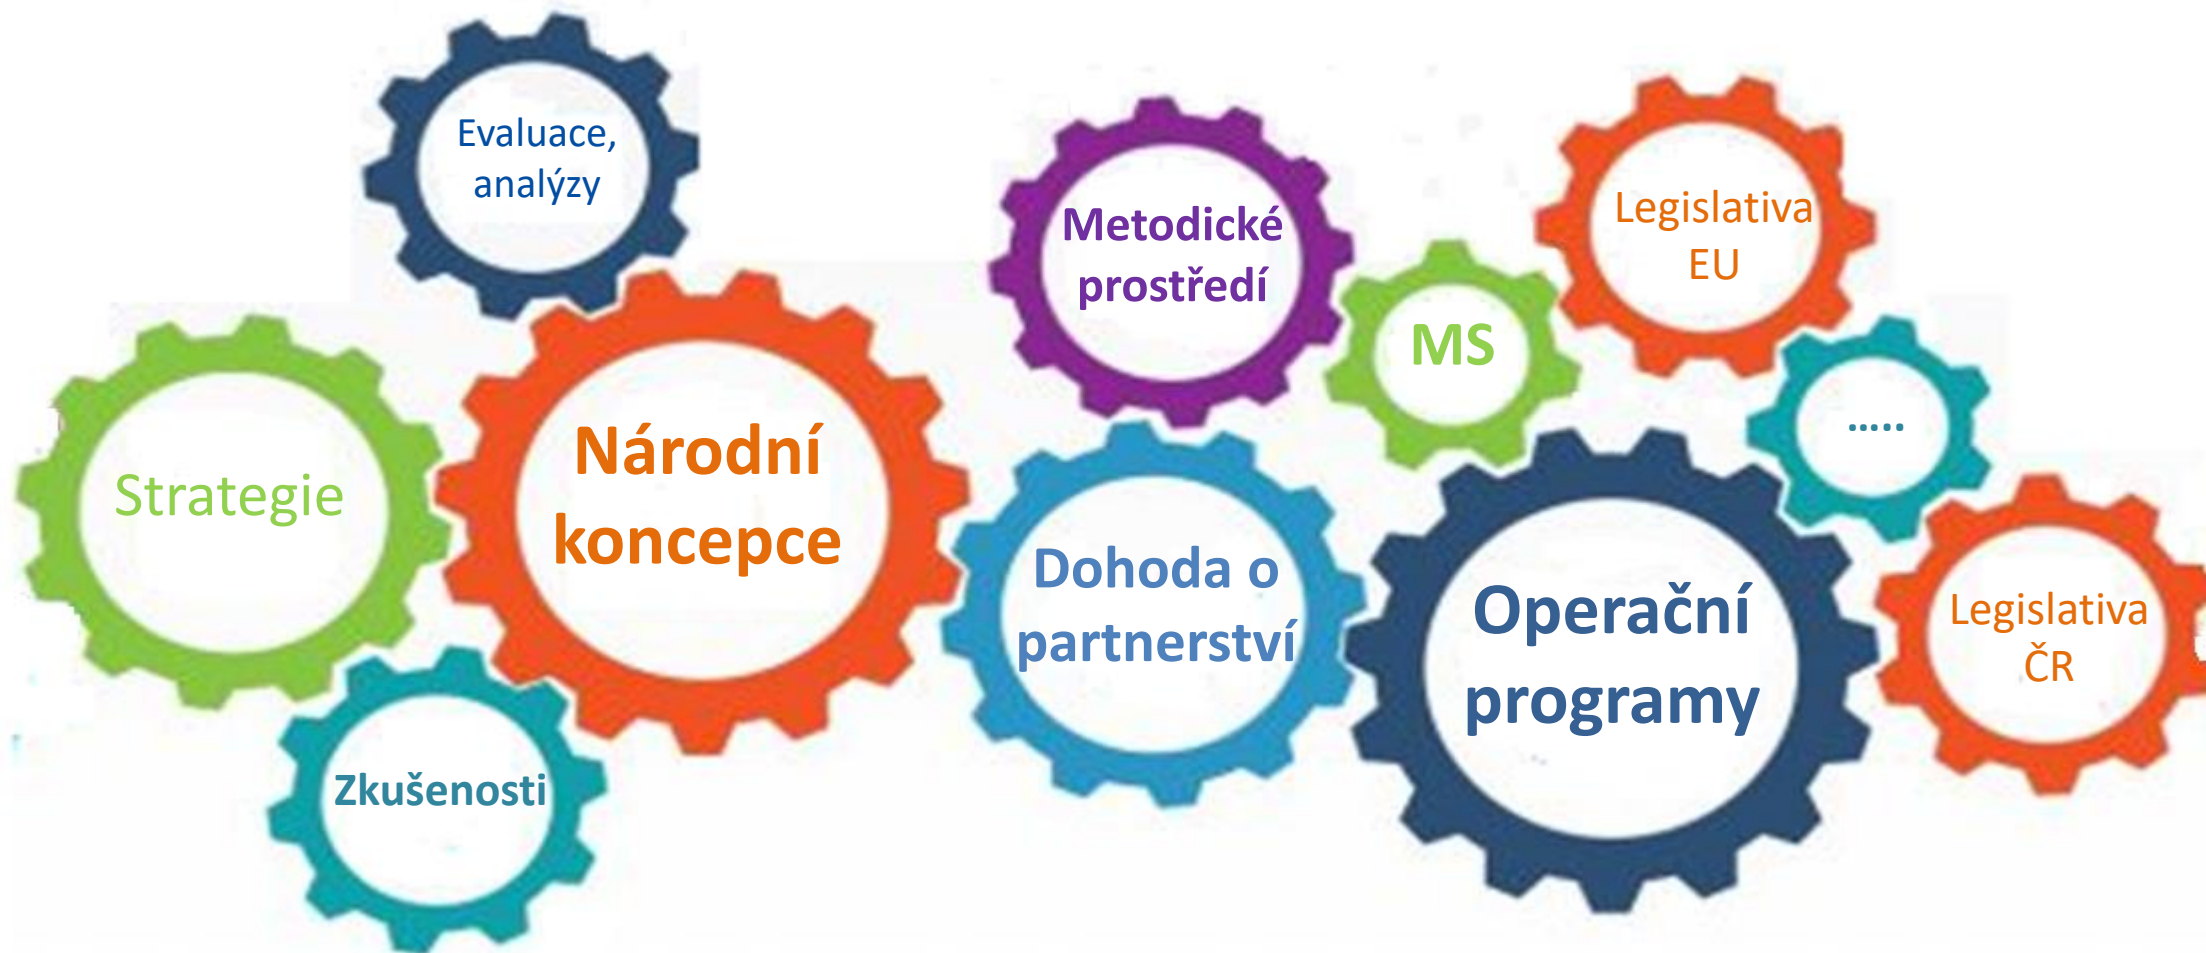 Evaluace,
analýzy
Strategie
Národní
koncepce
Zkušenosti
Metodické
prostředí
MS
Legislativa
EU
.....
Dohoda o
partnerství
Operační
programy
Legislativa
ČR